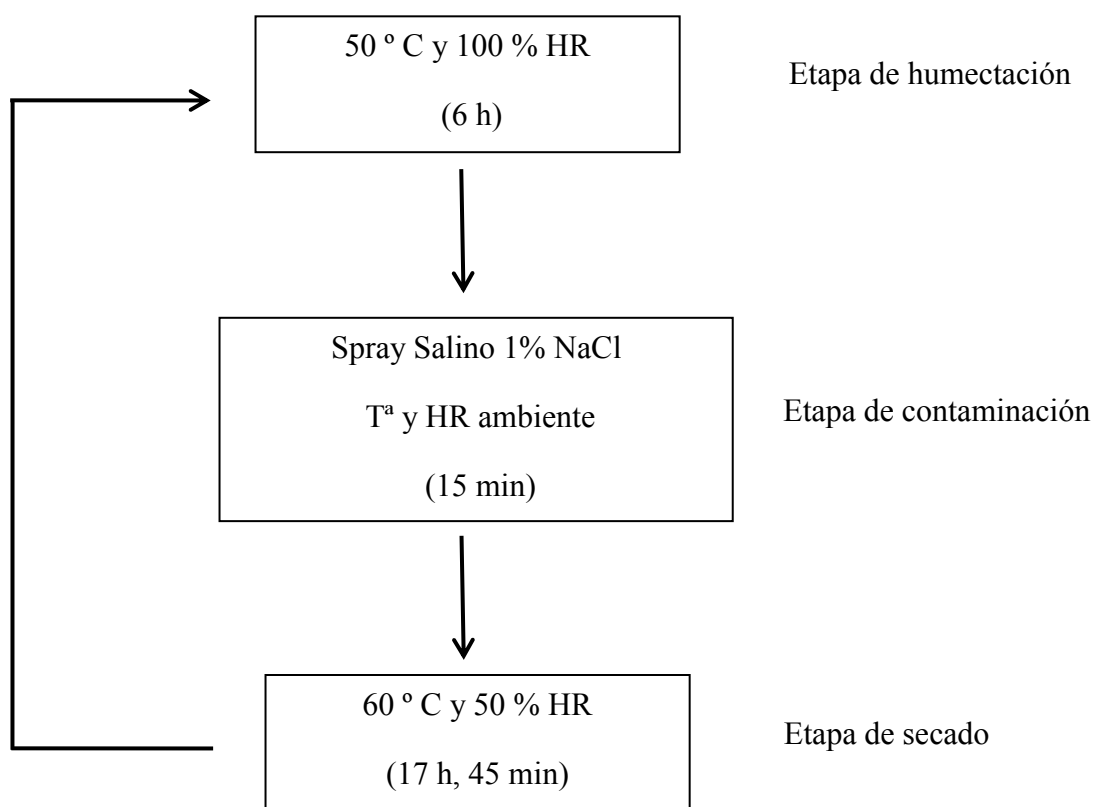 50 º C y 100 % HR
(6 h)
Etapa de humectación
Spray Salino 1% NaCl
Tª y HR ambiente
(15 min)
Etapa de contaminación
60 º C y 50 % HR
(17 h, 45 min)
Etapa de secado